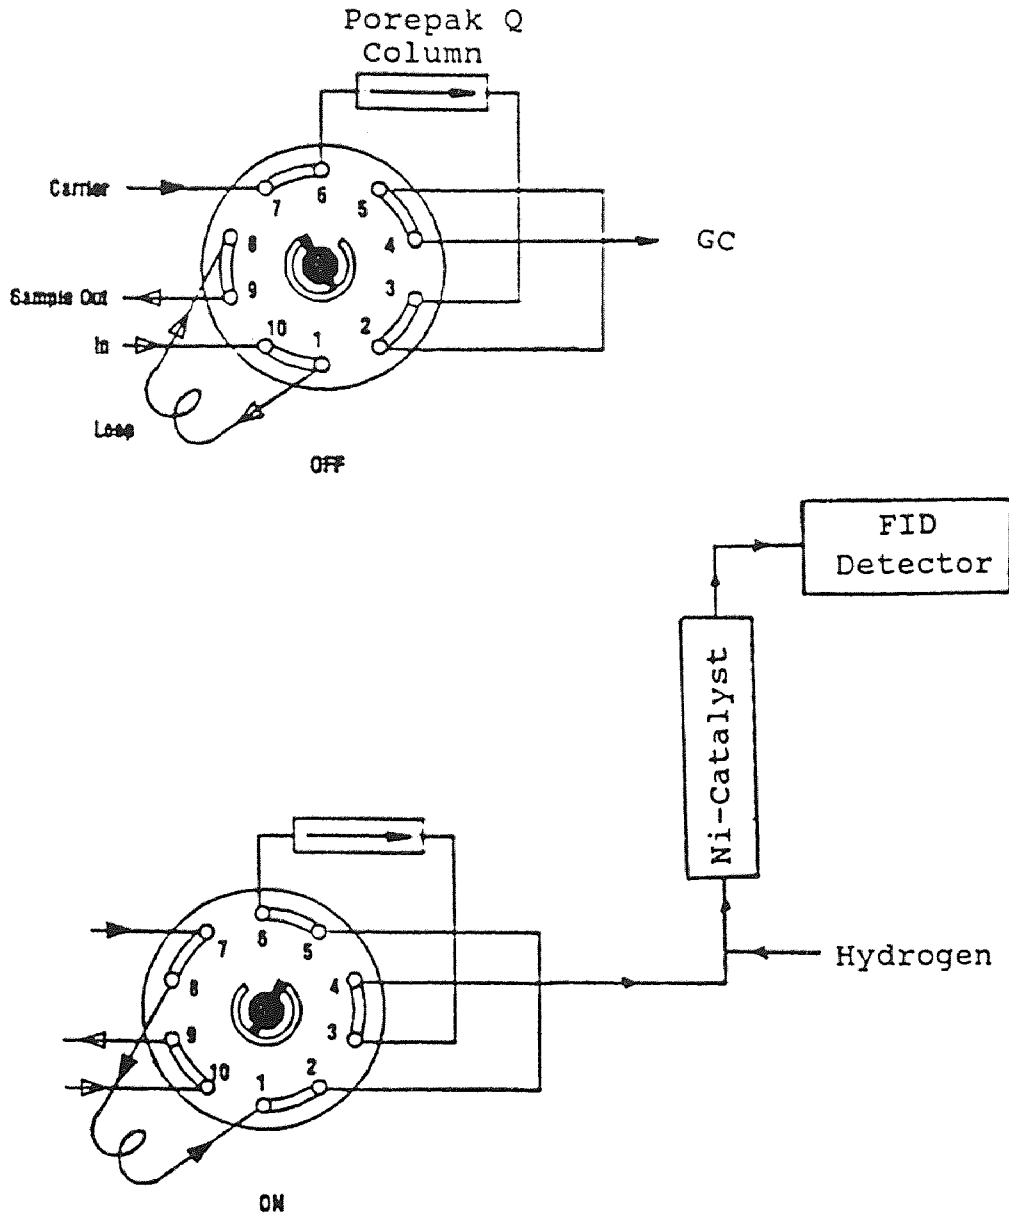 Porepak Q
Column
Carrier
6
7
5
8
4
GC
Sample Out
9
3
In
10
1
2
Loop
OFF
FID
Detector
Ni-Catalyst
Hydrogen
6
7
5
8
4
9
3
10
1
2
ON